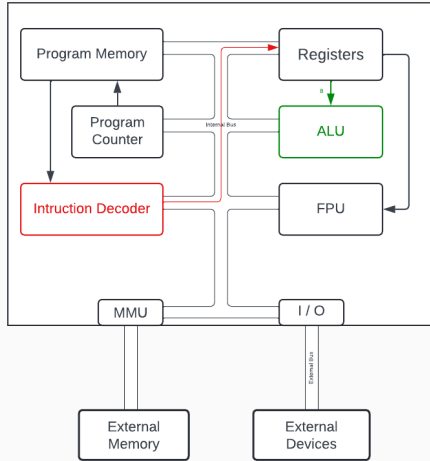 Program Memory
Registers
Program
Counter
Internal Bus
ALU
Intruction Decoder
FPU
MMU
I / O
External Bus
External
Memory
External
Devices